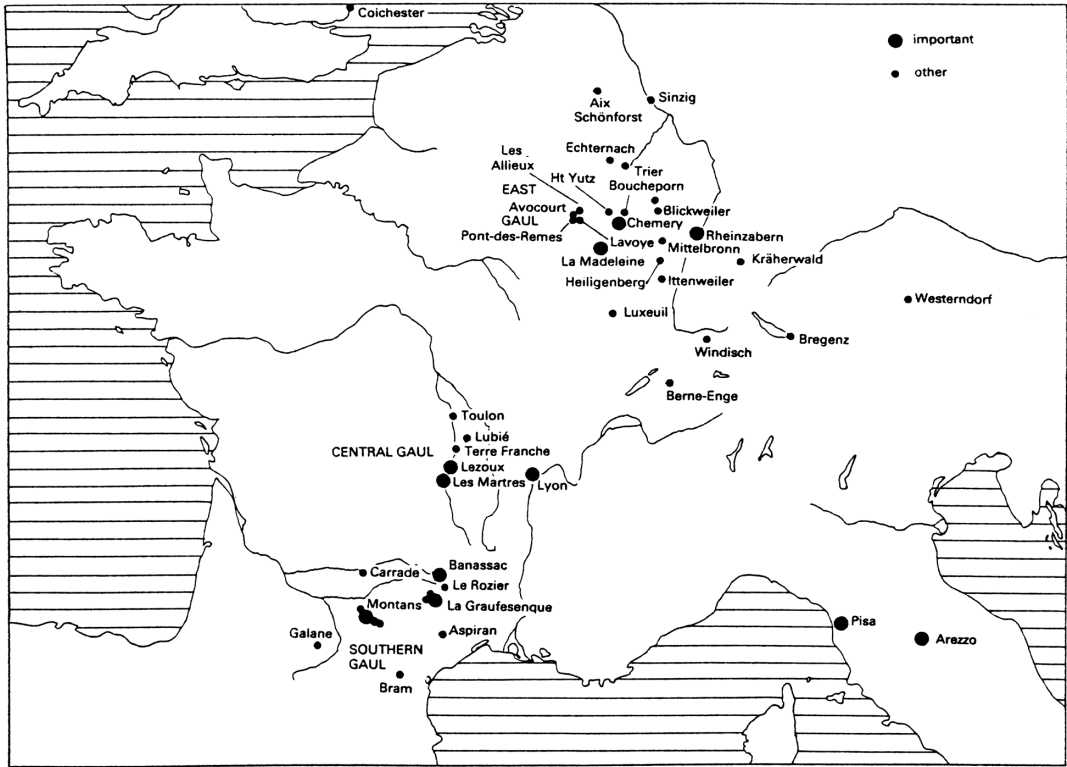 Coichester
important
other
Aix
Schönforst
Sinzig
Les
Allieux
Echternach
Trier
Ht Yutz
Boucheporn
EAST
GAUL
Avocourt
Blickweiler
Chemery
Pont-des-Remes
Lavoye
Rheinzabern
Mittelbronn
La Madeleine
Kräherwald
Heiligenberg
Ittenweiler
Westerndorf
Luxeuil
Bregenz
Windisch
Berne-Enge
Toulon
Lubié
CENTRAL GAUL
Terre Franche
Lezoux
Les Martres
Lyon
Banassac
Carrade
Le Rozier
Montans
La Graufesenque
Galane
Aspiran
SOUTHERN
GAUL
Bram
Pisa
Arezzo